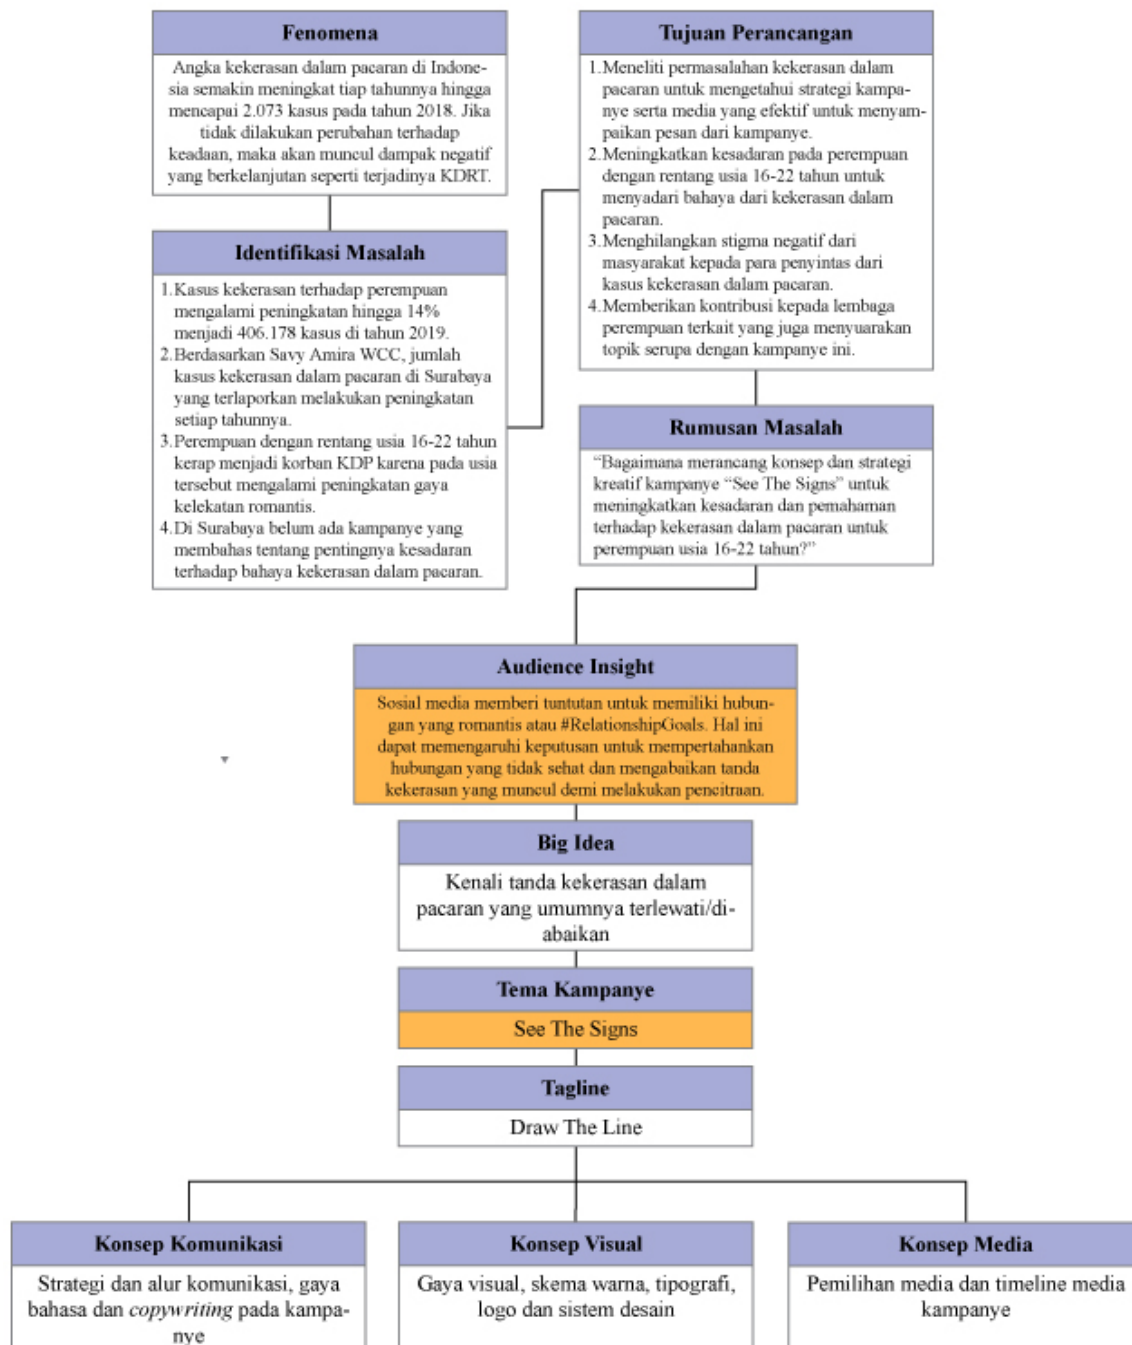 Fenomena
Angka kekerasan dalam pacaran di Indone-
sia semakin meningkat tiap tahunnya hingga
mencapai 2.073 kasus pada tahun 2018. Jika
tidak dilakukan perubahan terhadap
keadaan, maka akan muncul dampak negatif
yang berkelanjutan seperti terjadinya KDRT.
Identifikasi Masalah
1.Kasus kekerasan terhadap perempuan
mengalami peningkatan hingga 14%
menjadi 406.178 kasus di tahun 2019.
2.Berdasarkan Savy Amira WCC, jumlah
kasus kekerasan dalam pacaran di Surabaya
yang terlaporkan melakukan peningkatan
setiap tahunnya.
3.Perempuan dengan rentang usia 16-22 tahun
kerap menjadi korban KDP karena pada usia
tersebut mengalami peningkatan gaya
kelekatan romantis.
4.Di Surabaya belum ada kampanye yang
membahas tentang pentingnya kesadaran
terhadap bahaya kekerasan dalam pacaran.
Tujuan Perancangan
1.Meneliti permasalahan kekerasan dalam
pacaran untuk mengetahui strategi kampa-
nye serta media yang efektif untuk menyam-
paikan pesan dari kampanye.
2.Meningkatkan kesadaran pada perempuan
dengan rentang usia 16-22 tahun untuk
menyadari bahaya dari kekerasan dalam
pacaran.
3.Menghilangkan stigma negatif dari
masyarakat kepada para penyintas dari
kasus kekerasan dalam pacaran.
4.Memberikan kontribusi kepada lembaga
perempuan terkait yang juga menyuarakan
topik serupa dengan kampanye ini.
Rumusan Masalah
“Bagaimana merancang konsep dan strategi
kreatif kampanye “See The Signs” untuk
meningkatkan kesadaran dan pemahaman
terhadap kekerasan dalam pacaran untuk
perempuan usia 16-22 tahun?”
Audience Insight
Sosial media memberi tuntutan untuk memiliki hubun-
gan yang romantis atau #RelationshipGoals. Hal ini
dapat memengaruhi keputusan untuk mempertahankan
hubungan yang tidak sehat dan mengabaikan tanda
kekerasan yang muncul demi melakukan pencitraan.
Big Idea
Kenali tanda kekerasan dalam
pacaran yang umumnya terlewati/di-
abaikan
Tema Kampanye
See The Signs
Tagline
Draw The Line
Konsep Komunikasi
Strategi dan alur komunikasi, gaya
bahasa dan copywriting pada kampa-
nye
Konsep Visual
Gaya visual, skema warna, tipografi,
logo dan sistem desain
Konsep Media
Pemilihan media dan timeline media
kampanye